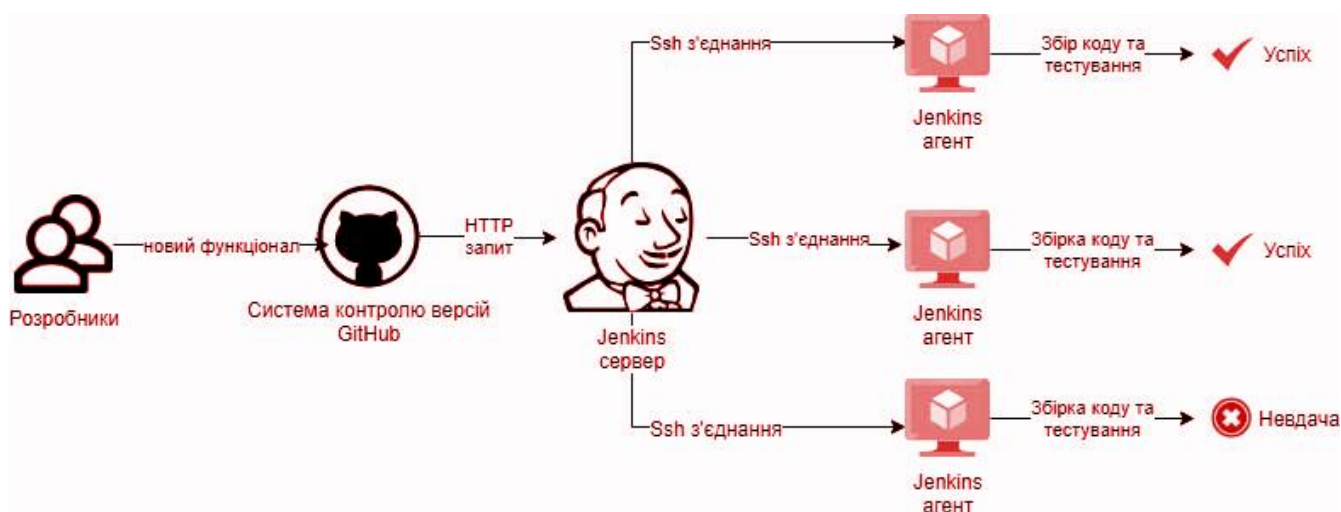 Ssh з'єднання
Збір коду та
тестування
Успіх
Jenkins
агент
Розробники
новий функціонал
Система контролю версій
GitHub
HTTP
запит
Jenkins
сервер
Ssh з'єднання
Jenkins
агент
Збірка коду та
тестування
Успіх
Ssh з'єднання
Jenkins
агент
Збірка коду та
тестування
Невдача